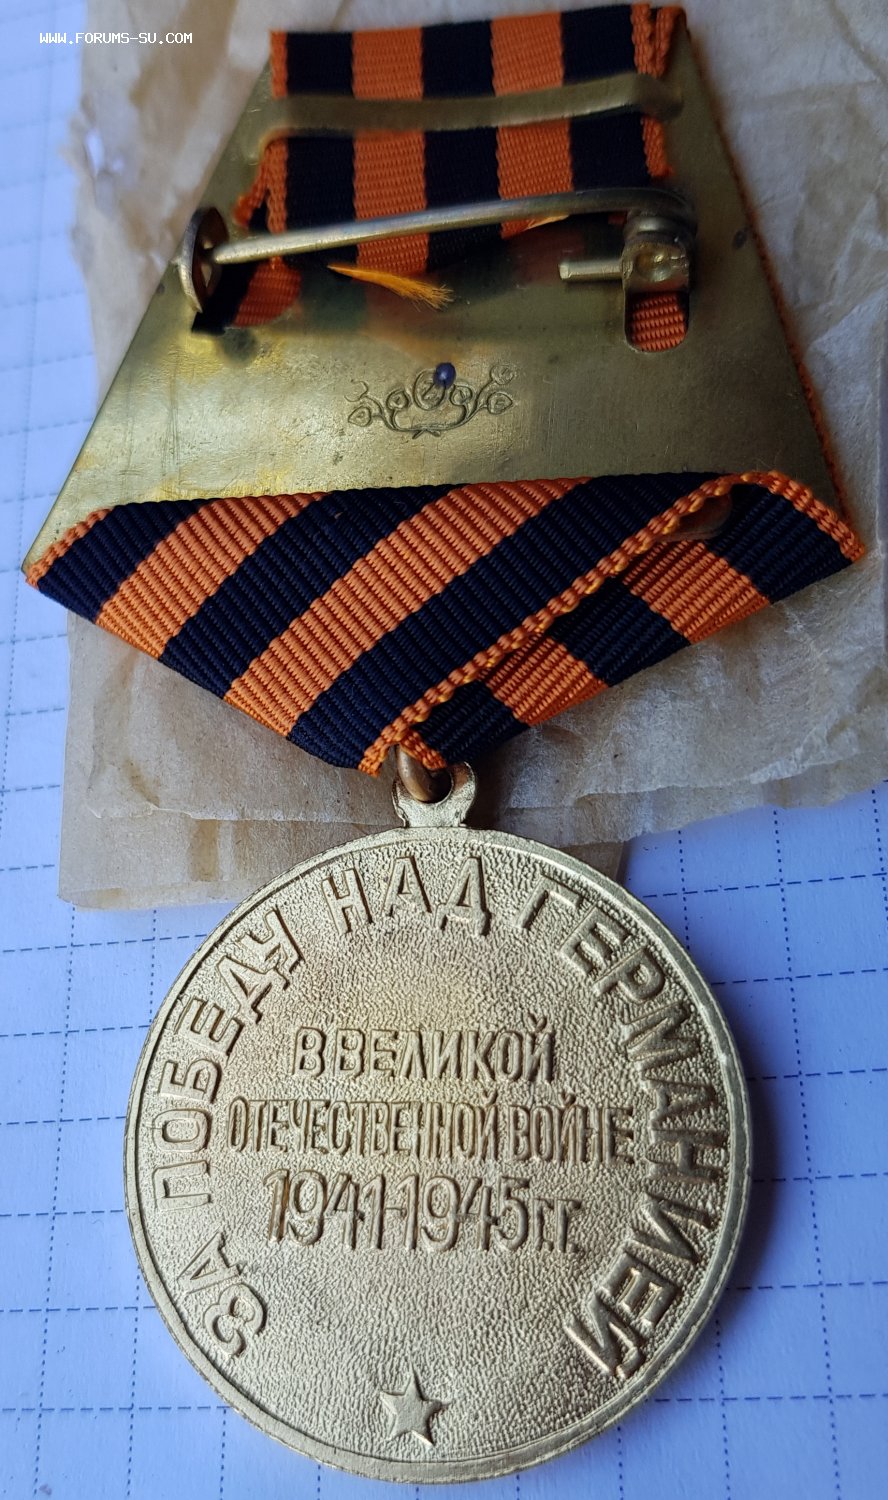 WWW.FORUMS-SU.COM
ЗА ПОБЕДУ НАД ГЕРМАНИЕЙ
В ВЕЛИКОЙ
ОТЕЧЕСТВЕННОЙ ВОЙНЕ
1941-1945 г.г.